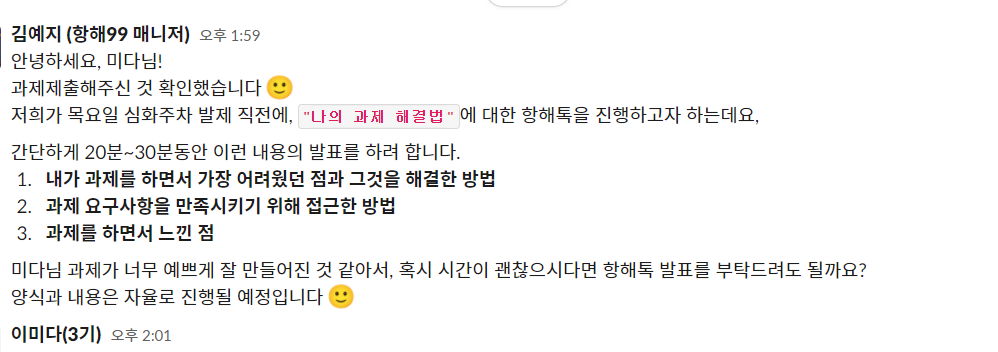 김예지 (항해99 매니저) 오후 1:59
안녕하세요, 미다님!
과제제출해주신 것 확인했습니다 🙂
저희가 목요일 심화주차 발제 직전에, "나의 과제 해결법"에 대한 항해톡을 진행하고자 하는데요,
간단하게 20분~30분동안 이런 내용의 발표를 하려 합니다.
1. 내가 과제를 하면서 가장 어려웠던 점과 그것을 해결한 방법
2. 과제 요구사항을 만족시키기 위해 접근한 방법
3. 과제를 하면서 느낀 점
미다님 과제가 너무 예쁘게 잘 만들어진 것 같아서, 혹시 시간이 괜찮으시다면 항해톡 발표를 부탁드려도 될까요?
양식과 내용은 자율로 진행될 예정입니다 🙂
이미다(3기) 오후 2:01